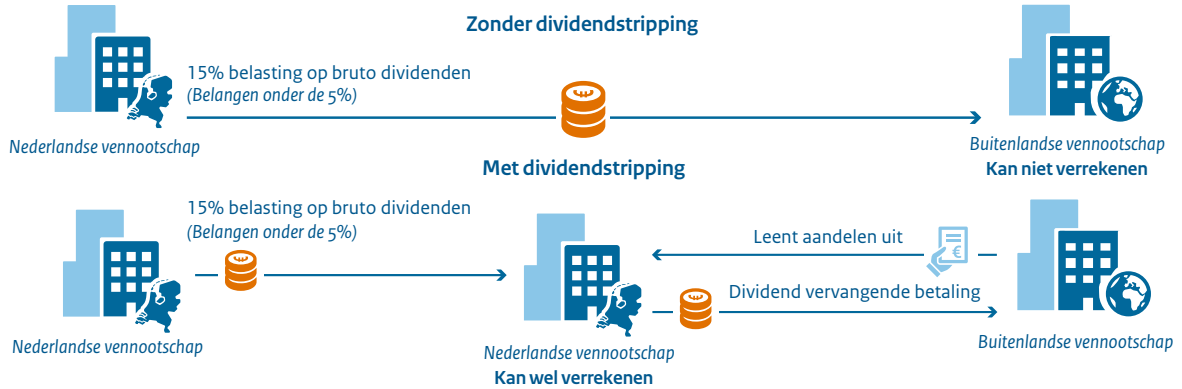 Zonder dividendstripping
15% belasting op bruto dividenden
(Belangen onder de 5%)
Nederlandse vennootschap
Buitenlandse vennootschap
Kan niet verrekenen
Met dividendstripping
15% belasting op bruto dividenden
(Belangen onder de 5%)
Leent aandelen uit
€
Dividend vervangende betaling
Nederlandse vennootschap
Nederlandse vennootschap
Kan wel verrekenen
Buitenlandse vennootschap